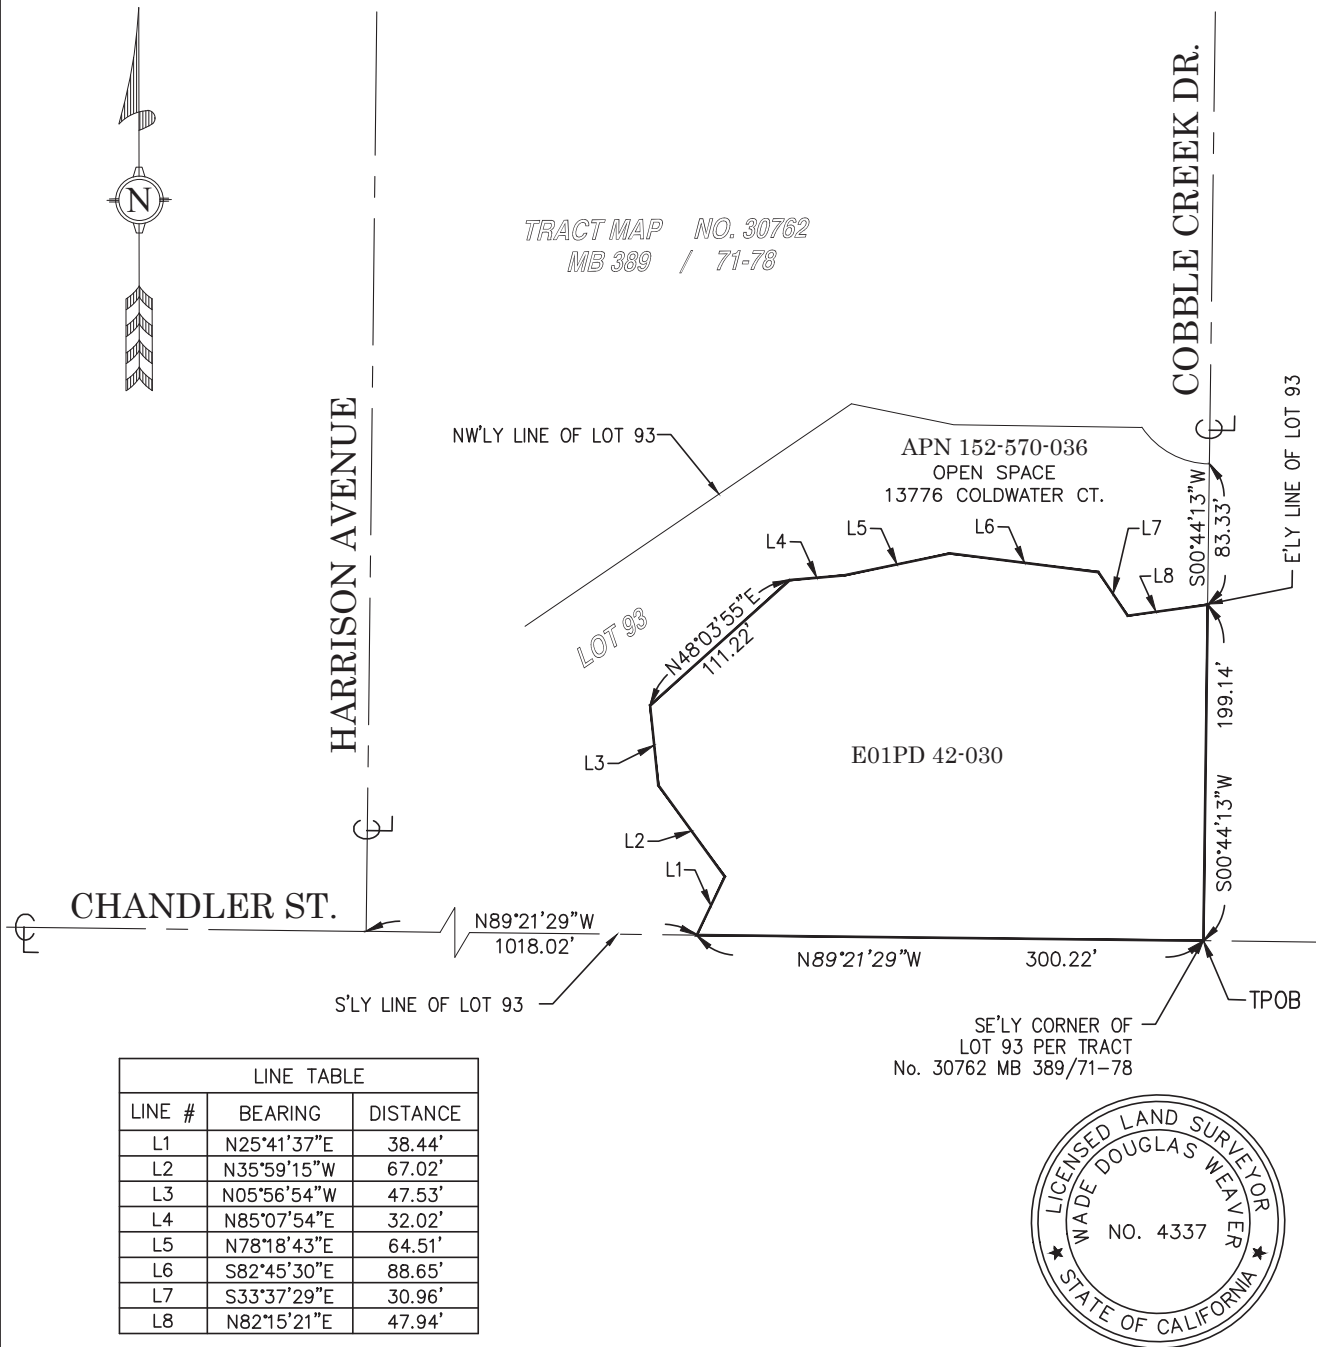 N
HARRISON AVENUE
COBBLE CREEK DR.
TRACT MAP NO. 30762
MB 389 / 71-78
NW'LY LINE OF LOT 93
APN 152-570-036
OPEN SPACE
13776 COLDWATER CT.
S00°44'13"W
83.33'
E'LY LINE OF LOT 93
L4
L5
L6
L7
L8
LOT 93
N48°03'55"E
111.22'
L3
L2
L1
E01PD 42-030
199.14'
S00°44'13"W
CHANDLER ST.
N89°21'29"W
1018.02'
N89°21'29"W 300.22'
S'LY LINE OF LOT 93
TPOB
SE'LY CORNER OF
LOT 93 PER TRACT
No. 30762 MB 389/71-78
LINE TABLE
LINE # BEARING DISTANCE
L1 N25°41'37"E 38.44'
L2 N35°59'15"W 67.02'
L3 N05°56'54"W 47.53'
L4 N85°07'54"E 32.02'
L5 N78°18'43"E 64.51'
L6 S82°45'30"E 88.65'
L7 S33°37'29"E 30.96'
L8 N82°15'21"E 47.94'
LICENSED LAND SURVEYOR
WADE DOUGLAS WEAVER
NO. 4337
★ STATE OF CALIFORNIA ★